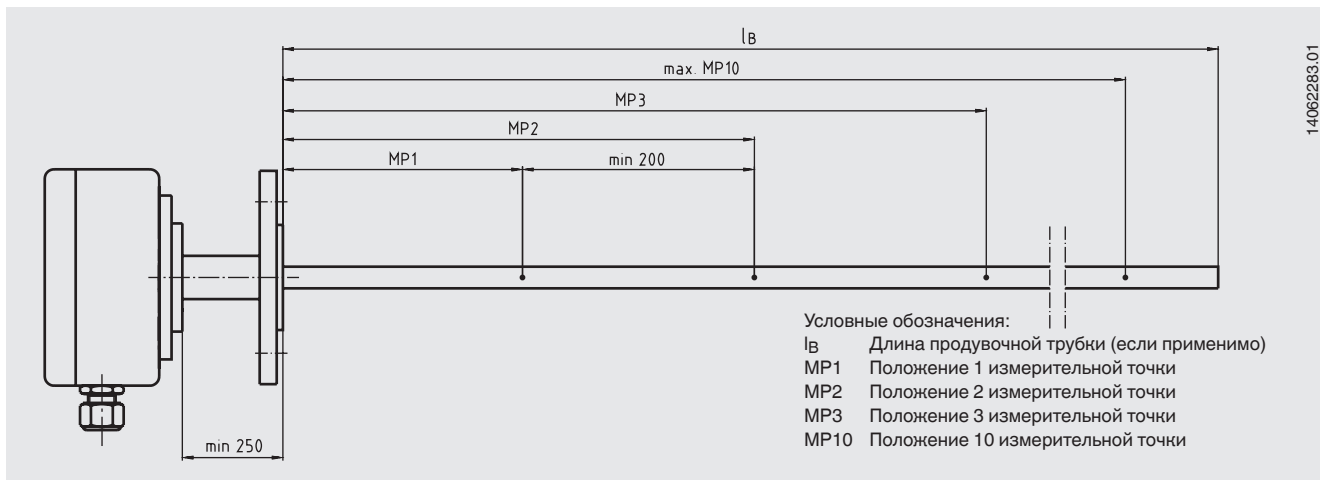 lB
max. MP10
MP3
MP2
MP1
min 200
min 250
14062283.01
Условные обозначения:
lB Длина продувочной трубки (если применимо)
MP1 Положение 1 измерительной точки
MP2 Положение 2 измерительной точки
MP3 Положение 3 измерительной точки
MP10 Положение 10 измерительной точки